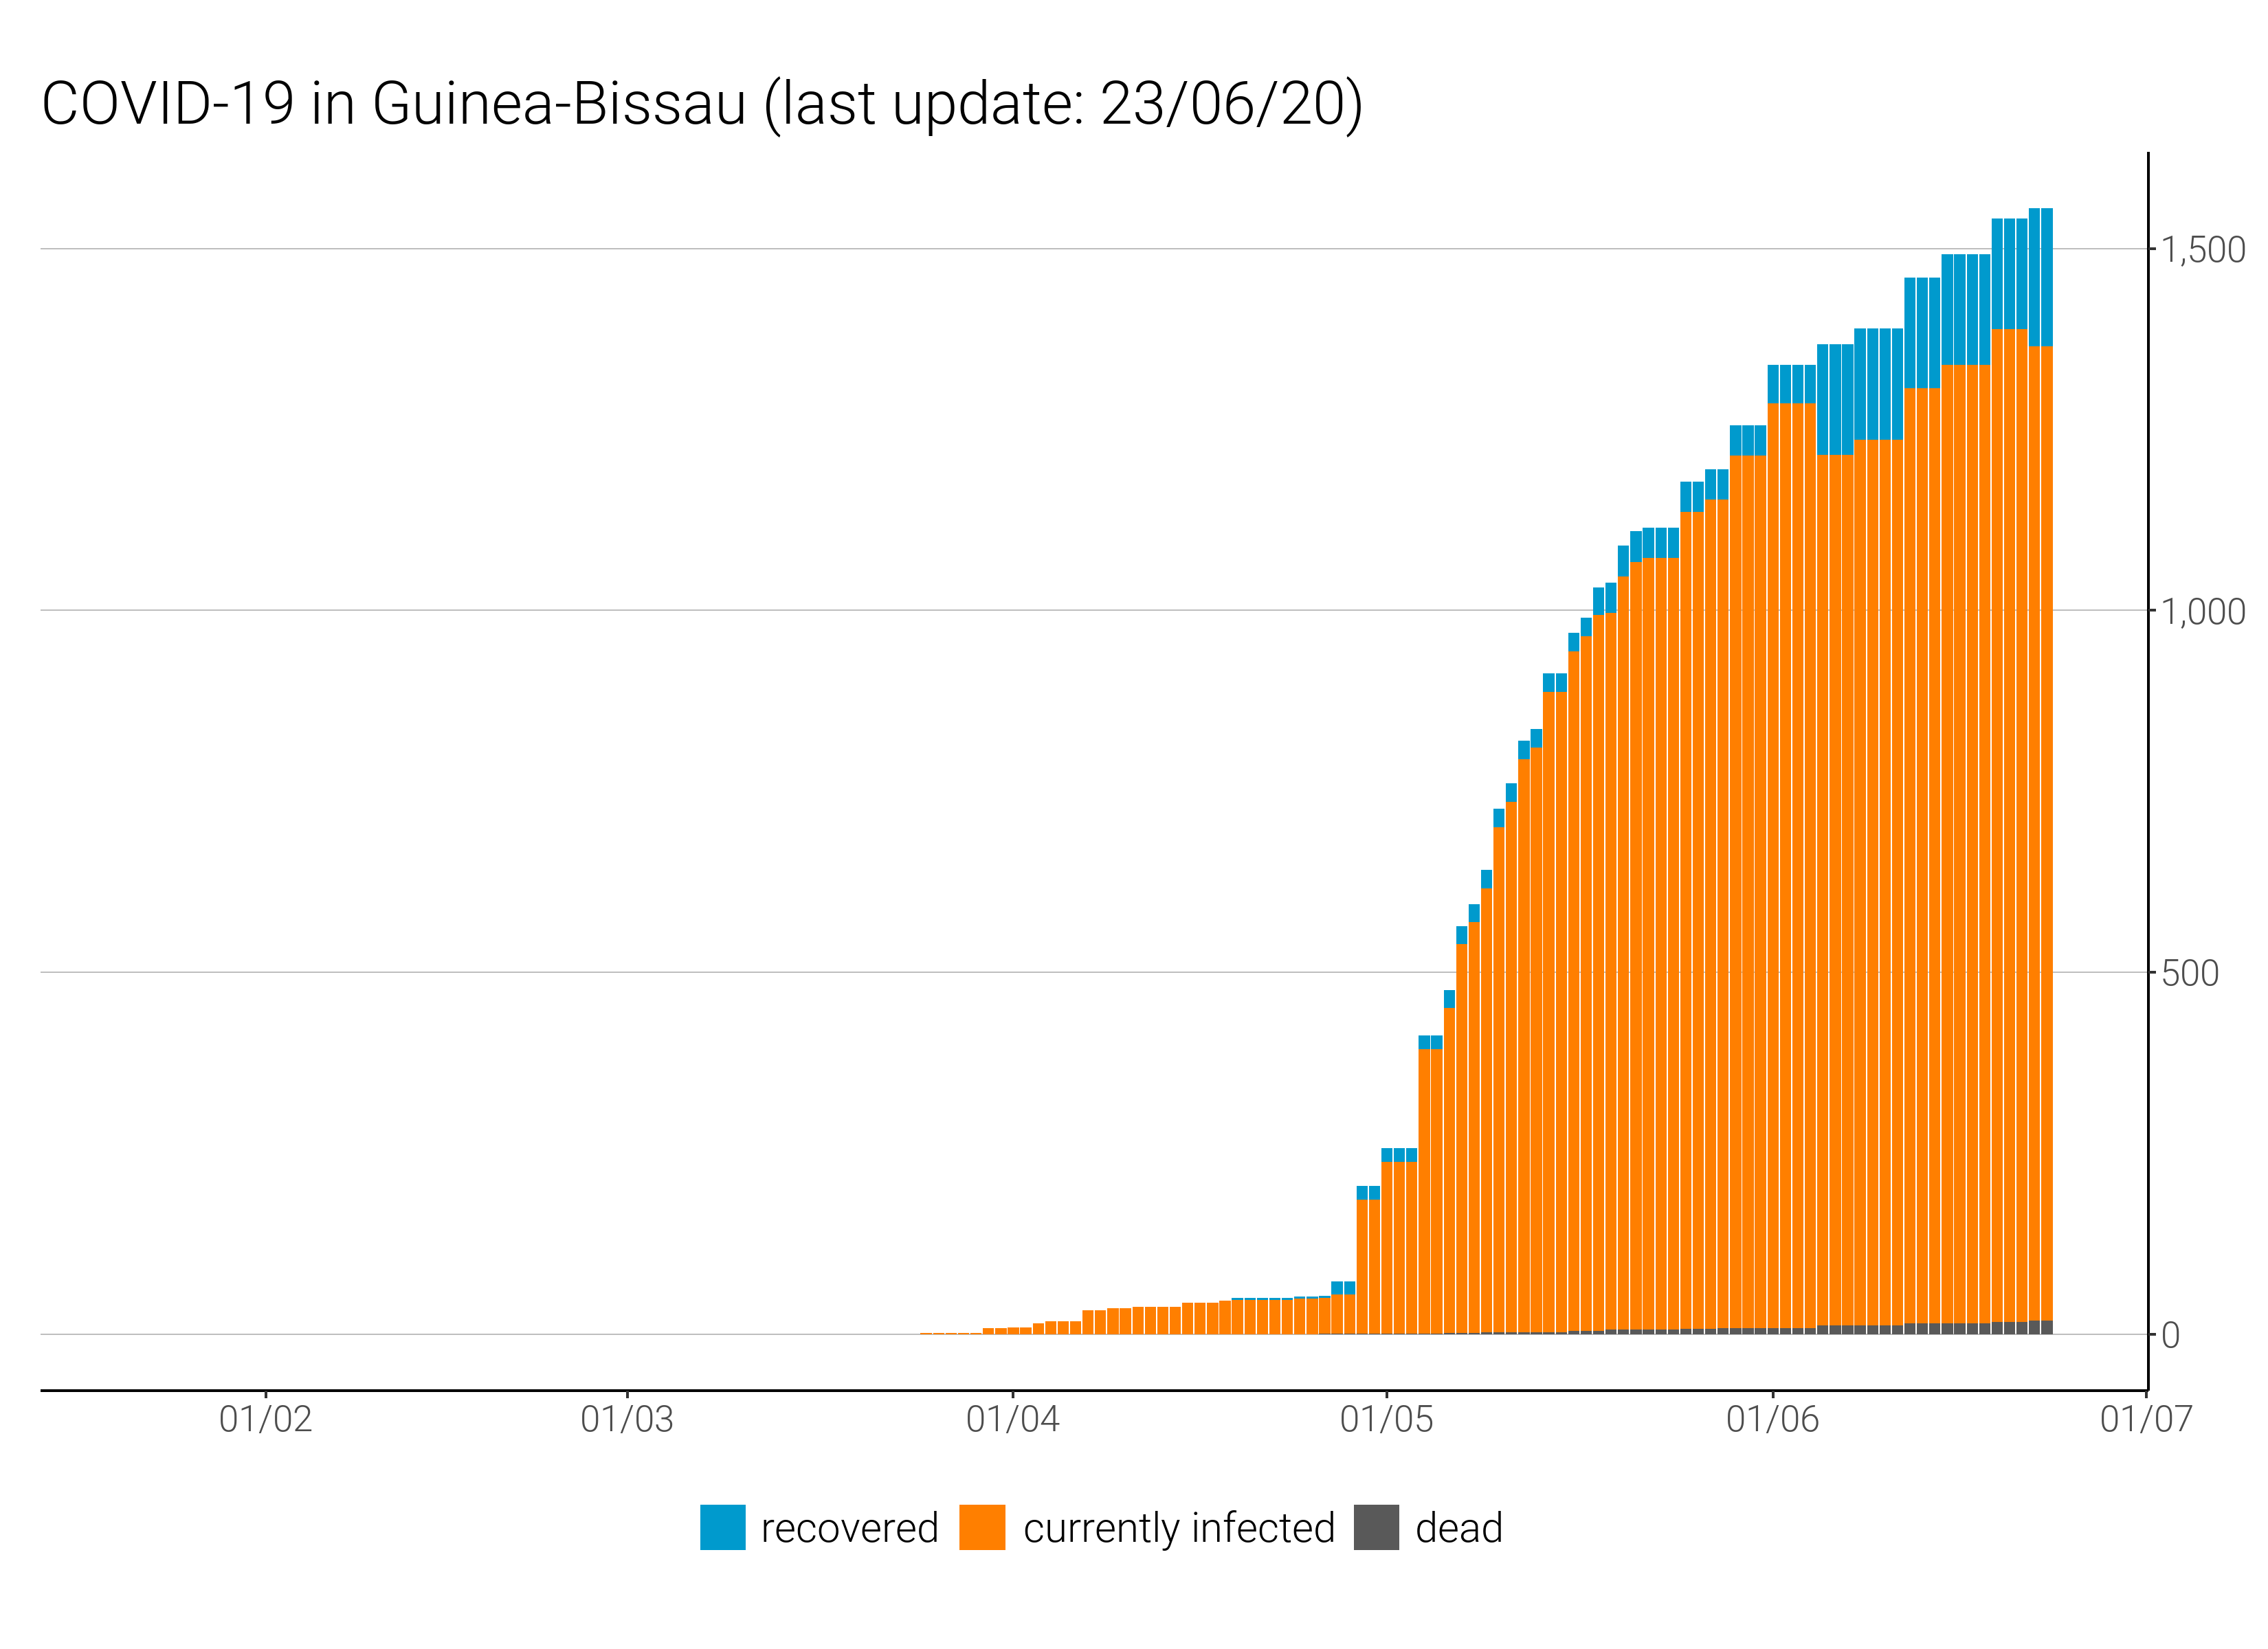 COVID-19 in Guinea-Bissau (last update: 23/06/20)
1,500
1,000
500
0
01/02 01/03 01/04 01/05 01/06 01/07
recovered currently infected dead